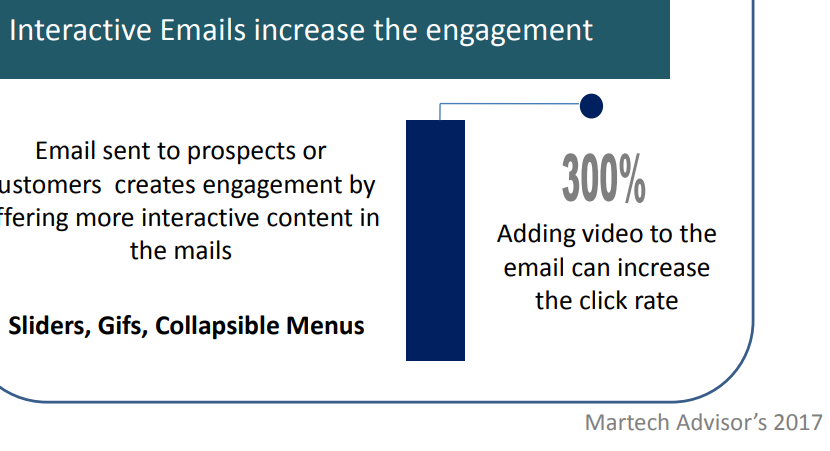 Interactive Emails increase the engagement
Email sent to prospects or
ustomers creates engagement by
ffering more interactive content in
the mails
Sliders, Gifs, Collapsible Menus
300%
Adding video to the
email can increase
the click rate
Martech Advisor’s 2017